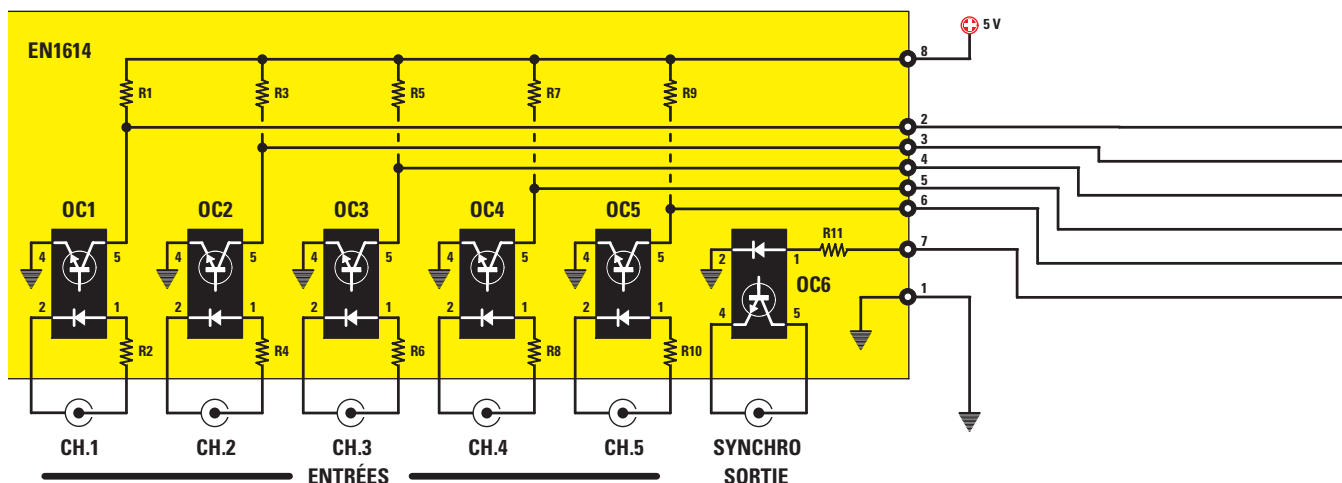 EN1614
5 V
8
R1 R3 R5 R7 R9
2
3
4
5
6
OC1 OC2 OC3 OC4 OC5
R11
7
4 5 4 5 4 5 4 5 4 5 2 1
OC6
1
2 1 2 1 2 1 2 1 2 1 4 5
R2 R4 R6 R8 R10
CH.1 CH.2 CH.3 CH.4 CH.5 SYNCHRO
ENTRÉES SORTIE